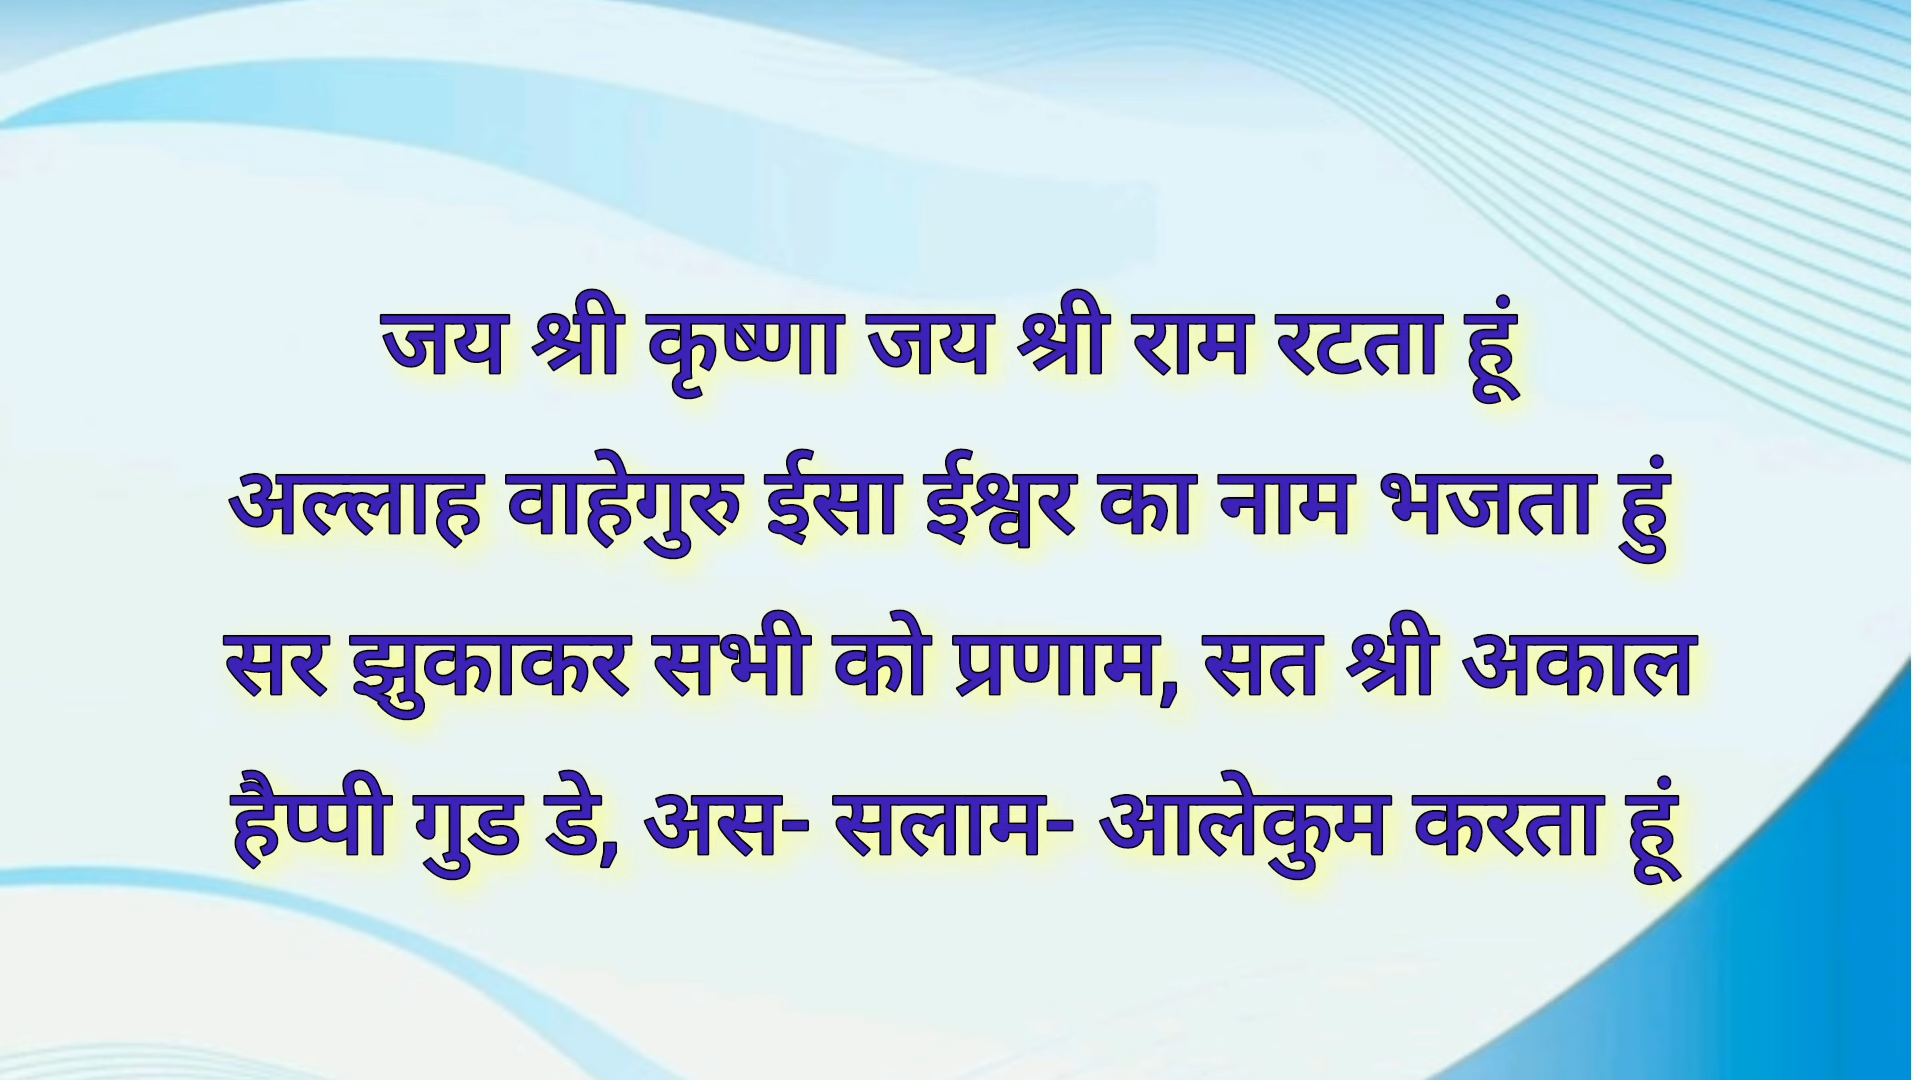 जय श्री कृष्णा जय श्री राम रटता हूं
अल्लाह वाहेगुरु ईसा ईश्वर का नाम भजता हुं
सर झुकाकर सभी को प्रणाम, सत श्री अकाल
हैप्पी गुड डे, अस- सलाम- आलेकुम करता हूं